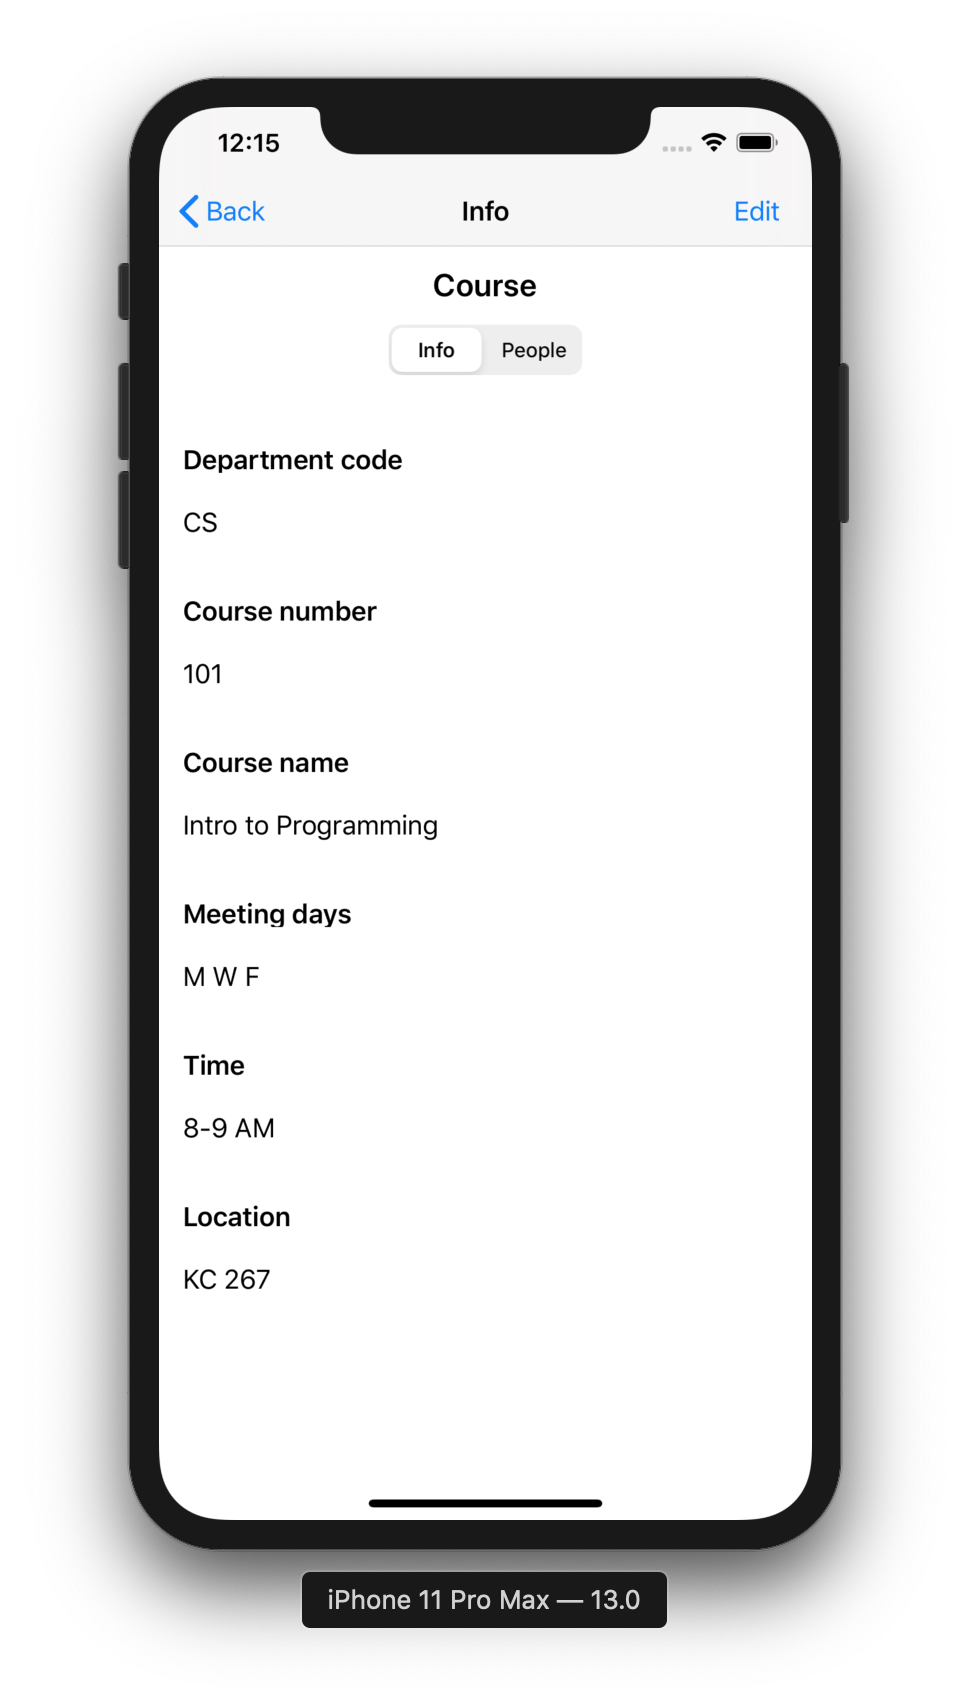 12:15
Back Info Edit
Course
Info People
Department code
CS
Course number
101
Course name
Intro to Programming
Meeting days
M W F
Time
8-9 AM
Location
KC 267
iPhone 11 Pro Max — 13.0